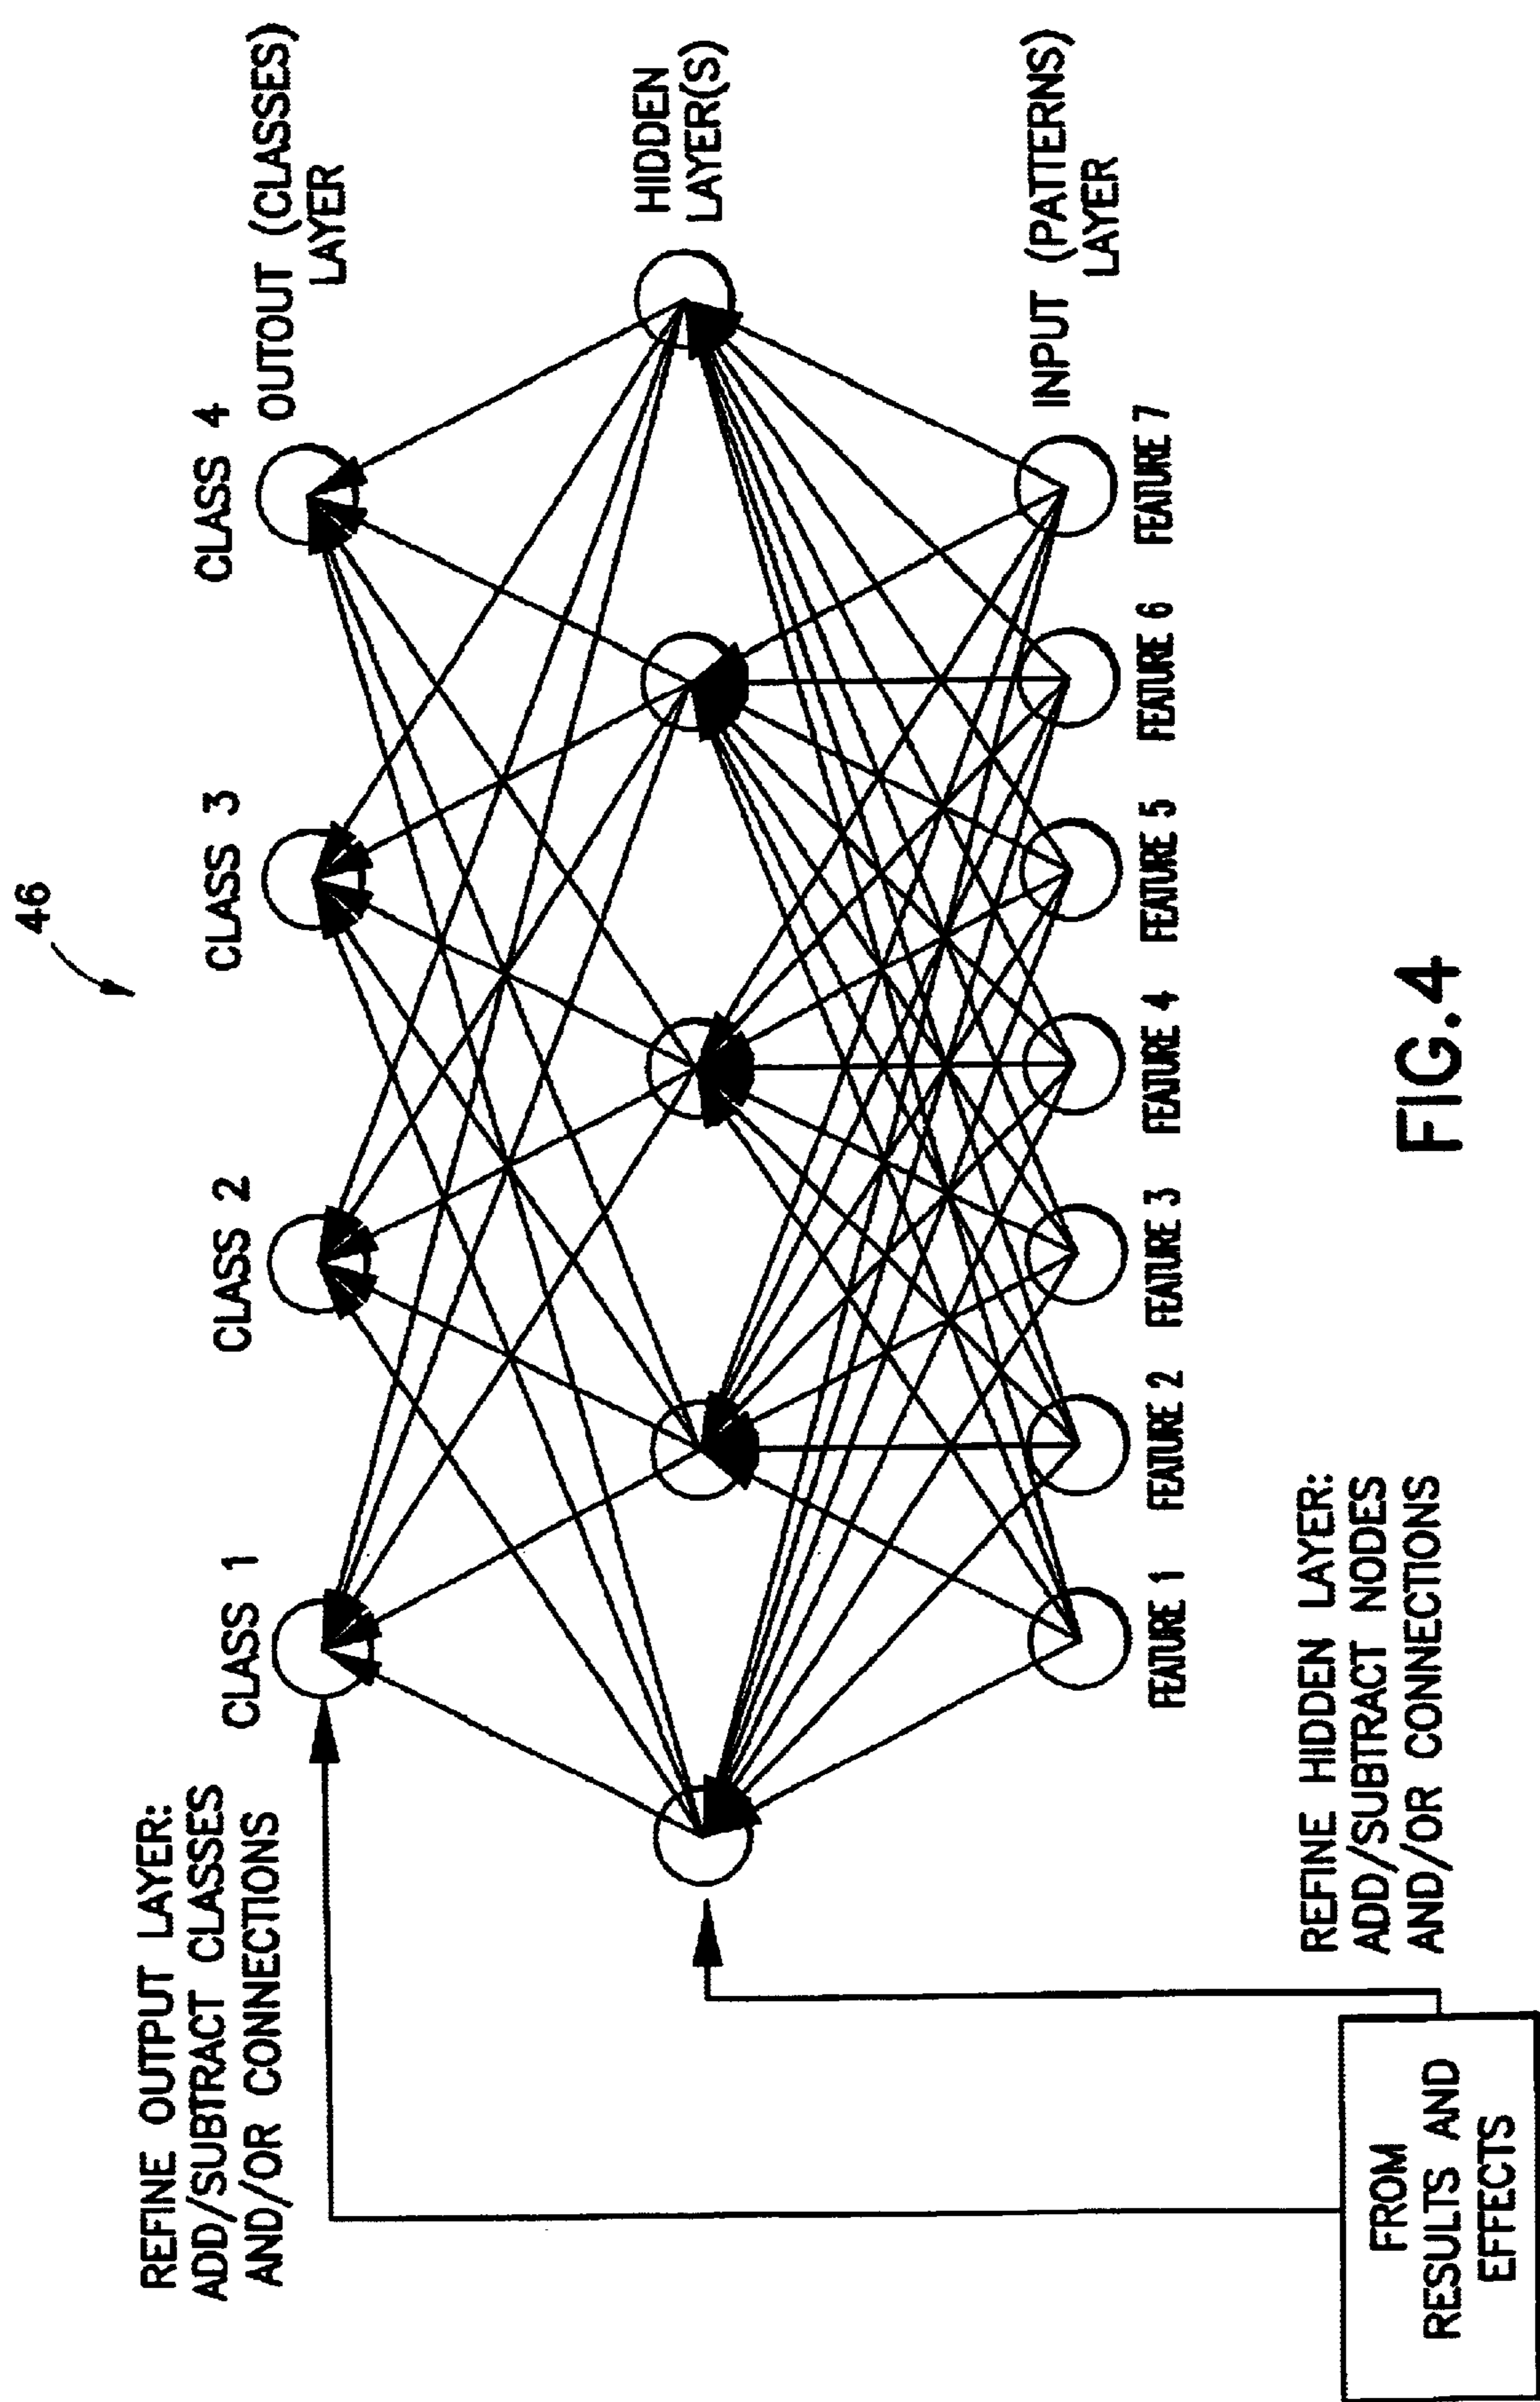 46
REFINE OUTPUT LAYER:
ADD/SUBTRACT CLASSES
AND/OR CONNECTIONS
CLASS 1
CLASS 2
CLASS 3
CLASS 4
OUTOUT (CLASSES)
LAYER
HIDDEN
LAYER(S)
INPUT (PATTERNS)
LAYER
FEATURE 1
FEATURE 2
FEATURE 3
FEATURE 4
FEATURE 5
FEATURE 6
FEATURE 7
REFINE HIDDEN LAYER:
ADD/SUBTRACT NODES
AND/OR CONNECTIONS
FROM
RESULTS AND
EFFECTS
FIG.4